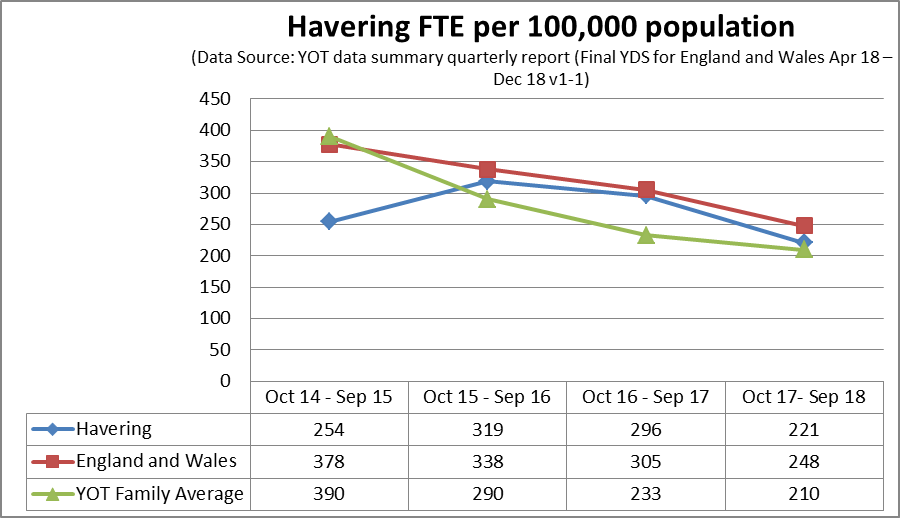 Havering FTE per 100,000 population
(Data Source: YOT data summary quarterly report (Final YDS for England and Wales Apr 18 –
Dec 18 v1-1)
450
400
350
300
250
200
150
100
50
0
Oct 14 - Sep 15 Oct 15 - Sep 16 Oct 16 - Sep 17 Oct 17- Sep 18
Havering 254 319 296 221
England and Wales 378 338 305 248
YOT Family Average 390 290 233 210